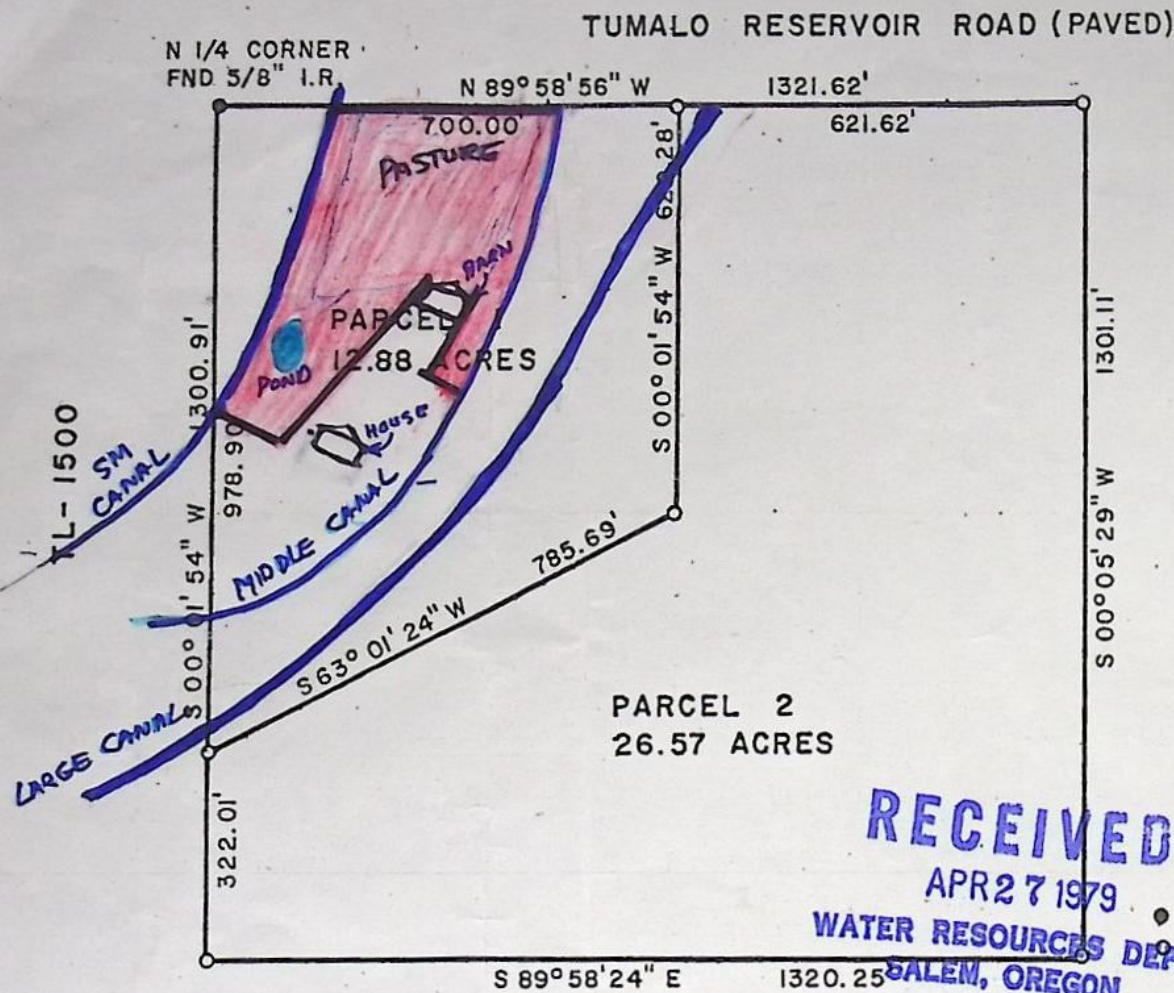 TUMALO RESERVOIR ROAD (PAVED)
N 1/4 CORNER
FND 5/8" I.R.
N 89° 58' 56" W
1321.62'
700.00'
621.62'
PASTURE
BARN
PARCEL
12.88 ACRES
POND
HOUSE
1300.91'
978.90
S 00° 01' 54" W
S 00° 01' 54" W
1301.11'
S 00° 05' 29" W
TL-1500
SM
CANAL
MIDDLE CANAL
785.69'
S 63° 01' 24" W
LARGE CANAL
PARCEL 2
26.57 ACRES
322.01'
RECEIVED
APR 27 1979
WATER RESOURCES DEP
SALEM, OREGON
S 89° 58' 24" E
1320.25